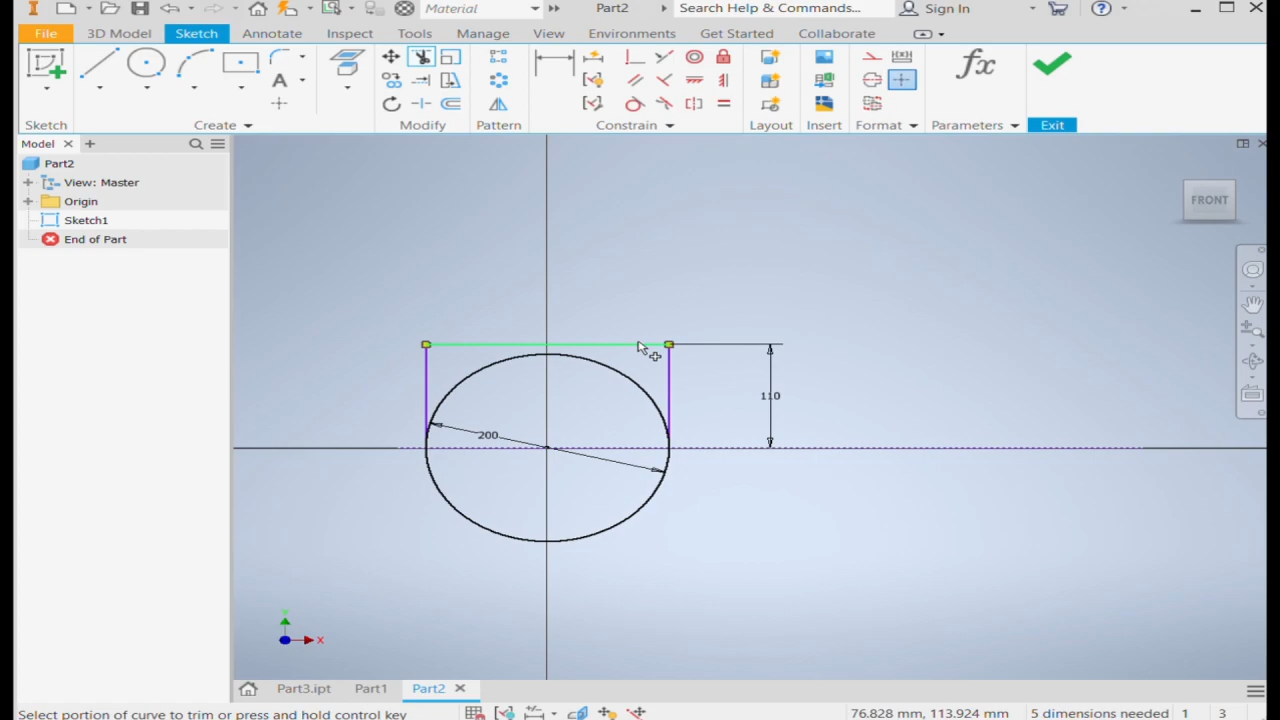 Material Part2 Search Help & Commands... Sign In
File 3D Model Sketch Annotate Inspect Tools Manage View Environments Get Started Collaborate
A fx
Sketch Create Modify Pattern Constrain Layout Insert Format Parameters Exit
Model
Part2
View: Master
Origin
Sketch1
End of Part
FRONT
110
200
Y
X
Part3.ipt Part1 Part2
Select portion of curve to trim or press and hold control key 76.828 mm, 113.924 mm 5 dimensions needed 1 3